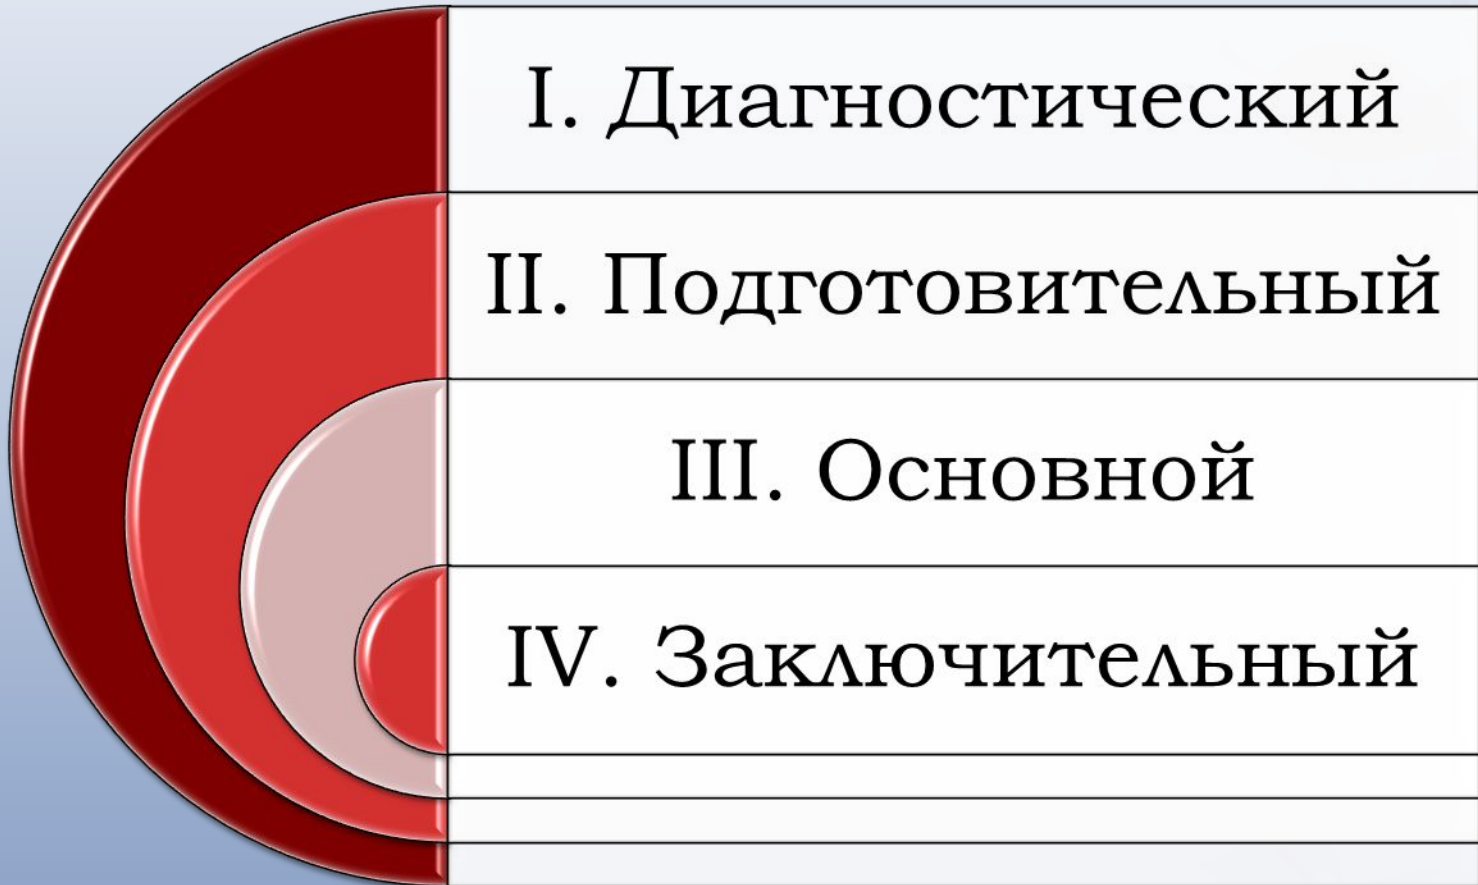 I. Диагностический
II. Подготовительный
III. Основной
IV. Заключительный